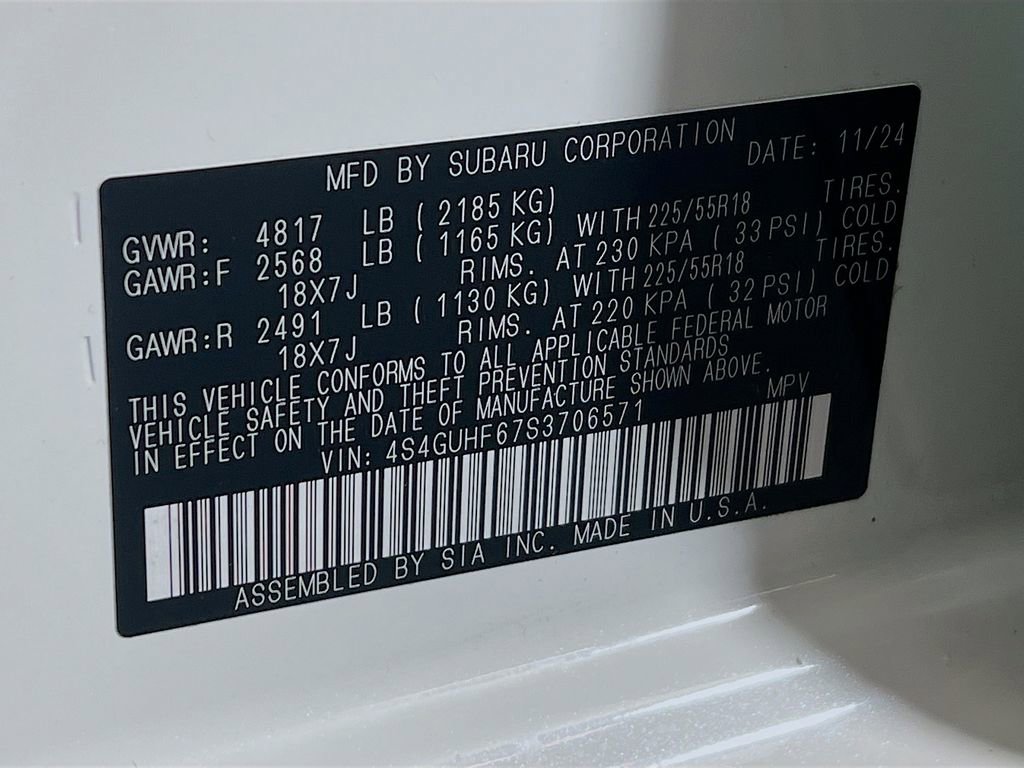 MFD BY SUBARU CORPORATION DATE: 11/24
GVWR: 4817 LB ( 2185 KG)
GAWR:F 2568 LB ( 1165 KG) WITH 225/55R18 TIRES.
18X7J RIMS. AT 230 KPA ( 33 PSI) COLD
GAWR:R 2491 LB ( 1130 KG) WITH 225/55R18 TIRES.
18X7J RIMS. AT 220 KPA ( 32 PSI) COLD
THIS VEHICLE CONFORMS TO ALL APPLICABLE FEDERAL MOTOR
VEHICLE SAFETY AND THEFT PREVENTION STANDARDS
IN EFFECT ON THE DATE OF MANUFACTURE SHOWN ABOVE.
VIN: 4S4GUHF67S3706571 MPV
ASSEMBLED BY SIA INC. MADE IN U.S.A.